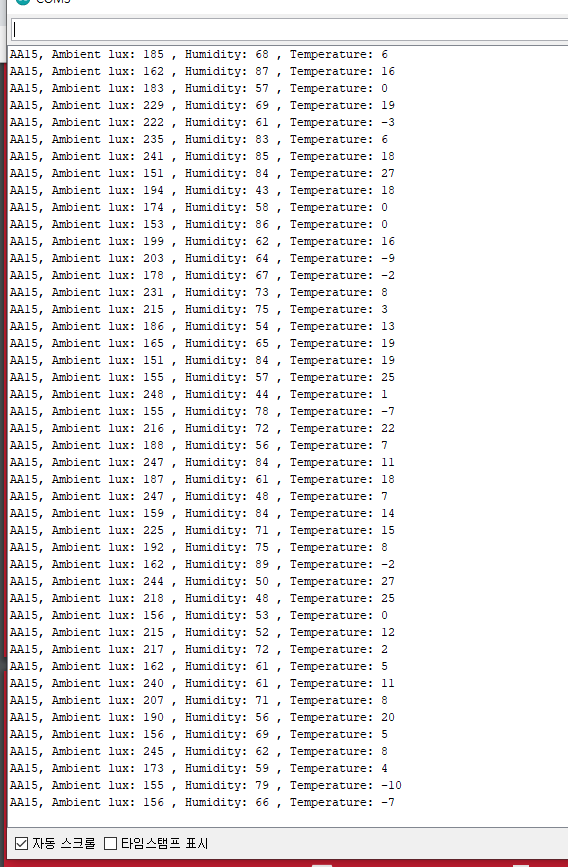 AA15, Ambient lux: 185 , Humidity: 68 , Temperature: 6
AA15, Ambient lux: 162 , Humidity: 87 , Temperature: 16
AA15, Ambient lux: 183 , Humidity: 57 , Temperature: 0
AA15, Ambient lux: 229 , Humidity: 69 , Temperature: 19
AA15, Ambient lux: 222 , Humidity: 61 , Temperature: -3
AA15, Ambient lux: 235 , Humidity: 83 , Temperature: 6
AA15, Ambient lux: 241 , Humidity: 85 , Temperature: 18
AA15, Ambient lux: 151 , Humidity: 84 , Temperature: 27
AA15, Ambient lux: 194 , Humidity: 43 , Temperature: 18
AA15, Ambient lux: 174 , Humidity: 58 , Temperature: 0
AA15, Ambient lux: 153 , Humidity: 86 , Temperature: 0
AA15, Ambient lux: 199 , Humidity: 62 , Temperature: 16
AA15, Ambient lux: 203 , Humidity: 64 , Temperature: -9
AA15, Ambient lux: 178 , Humidity: 67 , Temperature: -2
AA15, Ambient lux: 231 , Humidity: 73 , Temperature: 8
AA15, Ambient lux: 215 , Humidity: 75 , Temperature: 3
AA15, Ambient lux: 186 , Humidity: 54 , Temperature: 13
AA15, Ambient lux: 165 , Humidity: 65 , Temperature: 19
AA15, Ambient lux: 151 , Humidity: 84 , Temperature: 19
AA15, Ambient lux: 155 , Humidity: 57 , Temperature: 25
AA15, Ambient lux: 248 , Humidity: 44 , Temperature: 1
AA15, Ambient lux: 155 , Humidity: 78 , Temperature: -7
AA15, Ambient lux: 216 , Humidity: 72 , Temperature: 22
AA15, Ambient lux: 188 , Humidity: 56 , Temperature: 7
AA15, Ambient lux: 247 , Humidity: 84 , Temperature: 11
AA15, Ambient lux: 187 , Humidity: 61 , Temperature: 18
AA15, Ambient lux: 247 , Humidity: 48 , Temperature: 7
AA15, Ambient lux: 159 , Humidity: 84 , Temperature: 14
AA15, Ambient lux: 225 , Humidity: 71 , Temperature: 15
AA15, Ambient lux: 192 , Humidity: 75 , Temperature: 8
AA15, Ambient lux: 162 , Humidity: 89 , Temperature: -2
AA15, Ambient lux: 244 , Humidity: 50 , Temperature: 27
AA15, Ambient lux: 218 , Humidity: 48 , Temperature: 25
AA15, Ambient lux: 156 , Humidity: 53 , Temperature: 0
AA15, Ambient lux: 215 , Humidity: 52 , Temperature: 12
AA15, Ambient lux: 217 , Humidity: 72 , Temperature: 2
AA15, Ambient lux: 162 , Humidity: 61 , Temperature: 5
AA15, Ambient lux: 240 , Humidity: 61 , Temperature: 11
AA15, Ambient lux: 207 , Humidity: 71 , Temperature: 8
AA15, Ambient lux: 190 , Humidity: 56 , Temperature: 20
AA15, Ambient lux: 156 , Humidity: 69 , Temperature: 5
AA15, Ambient lux: 245 , Humidity: 62 , Temperature: 8
AA15, Ambient lux: 173 , Humidity: 59 , Temperature: 4
AA15, Ambient lux: 155 , Humidity: 79 , Temperature: -10
AA15, Ambient lux: 156 , Humidity: 66 , Temperature: -7
자동 스크롤 타임스탬프 표시